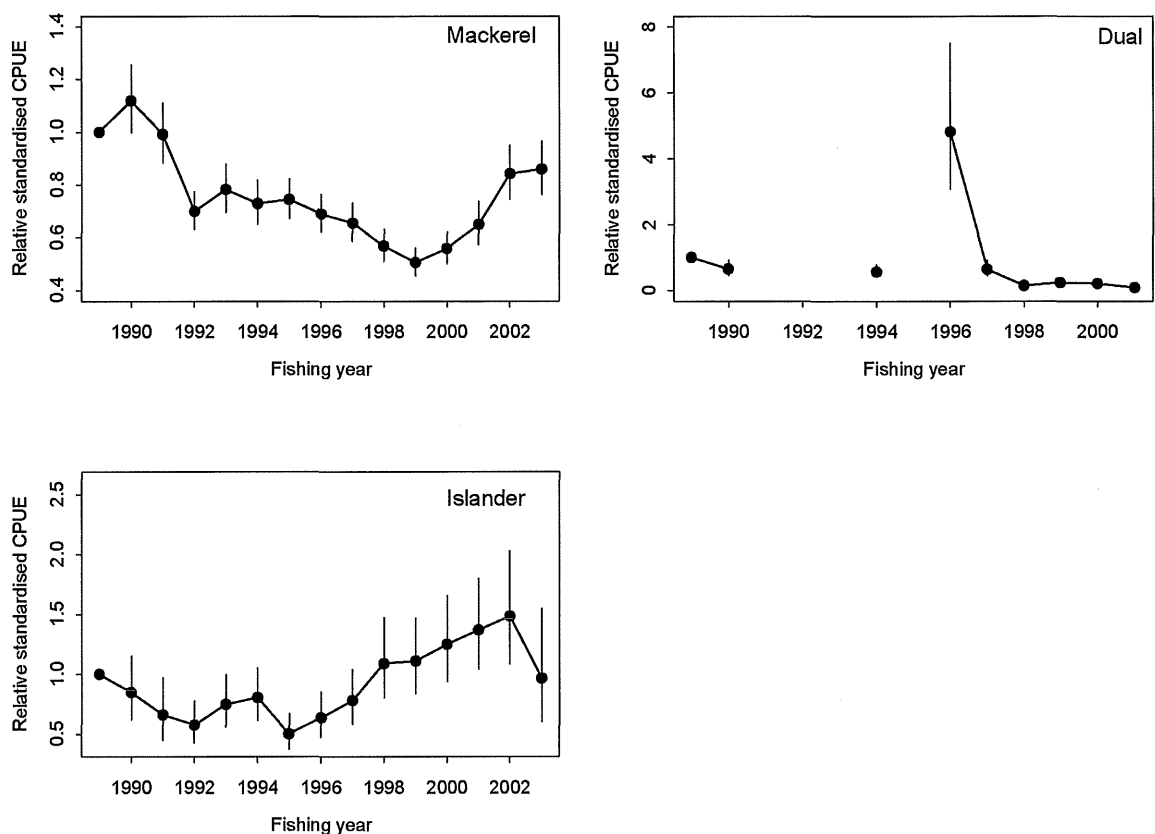 Mackerel
Relative standardised CPUE
1.4
1.2
1.0
0.8
0.6
0.4
1990 1992 1994 1996 1998 2000 2002
Fishing year
Dual
Relative standardised CPUE
8
6
4
2
0
1990 1992 1994 1996 1998 2000
Fishing year
Islander
Relative standardised CPUE
2.5
2.0
1.5
1.0
0.5
1990 1992 1994 1996 1998 2000 2002
Fishing year